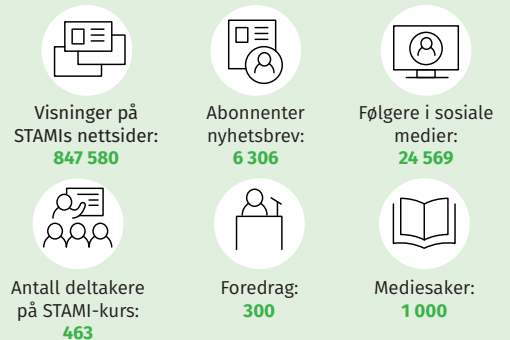 Visninger på
STAMIs nettsider:
847 580
Abonnenter
nyhetsbrev:
6 306
Følgere i sosiale
medier:
24 569
Antall deltakere
på STAMI-kurs:
463
Foredrag:
300
Mediesaker:
1 000